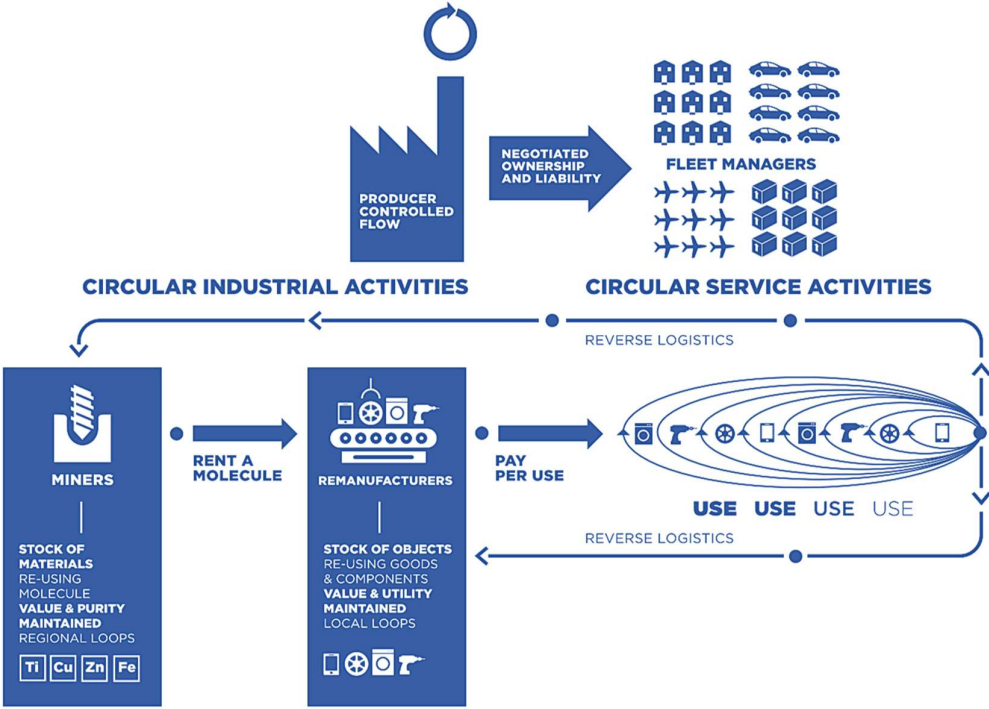 PRODUCER
CONTROLLED
FLOW
NEGOTIATED
OWNERSHIP
AND LIABILITY
FLEET MANAGERS
CIRCULAR INDUSTRIAL ACTIVITIES
CIRCULAR SERVICE ACTIVITIES
REVERSE LOGISTICS
MINERS
STOCK OF
MATERIALS
RE-USING
MOLECULE
VALUE & PURITY
MAINTAINED
REGIONAL LOOPS
Ti Cu Zn Fe
RENT A
MOLECULE
REMANUFACTURERS
STOCK OF OBJECTS
RE-USING GOODS
& COMPONENTS
VALUE & UTILITY
MAINTAINED
LOCAL LOOPS
PAY
PER USE
USE USE USE USE
REVERSE LOGISTICS